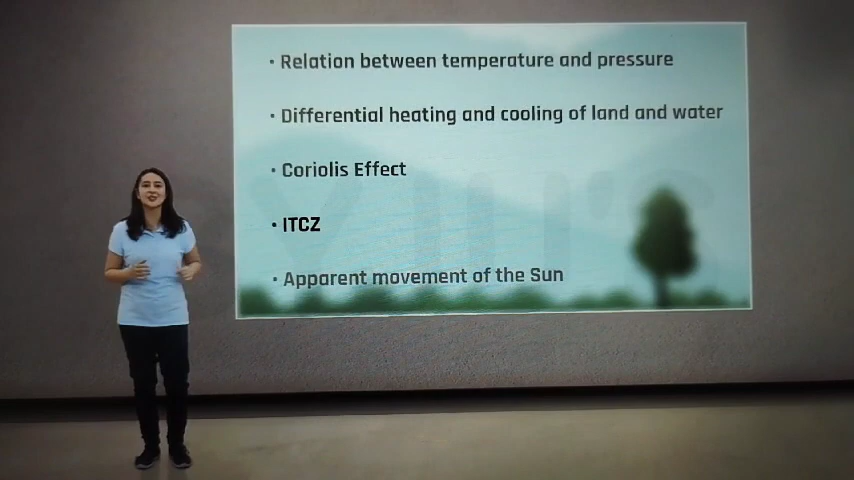 • Relation between temperature and pressure
• Differential heating and cooling of land and water
• Coriolis Effect
• ITCZ
• Apparent movement of the Sun